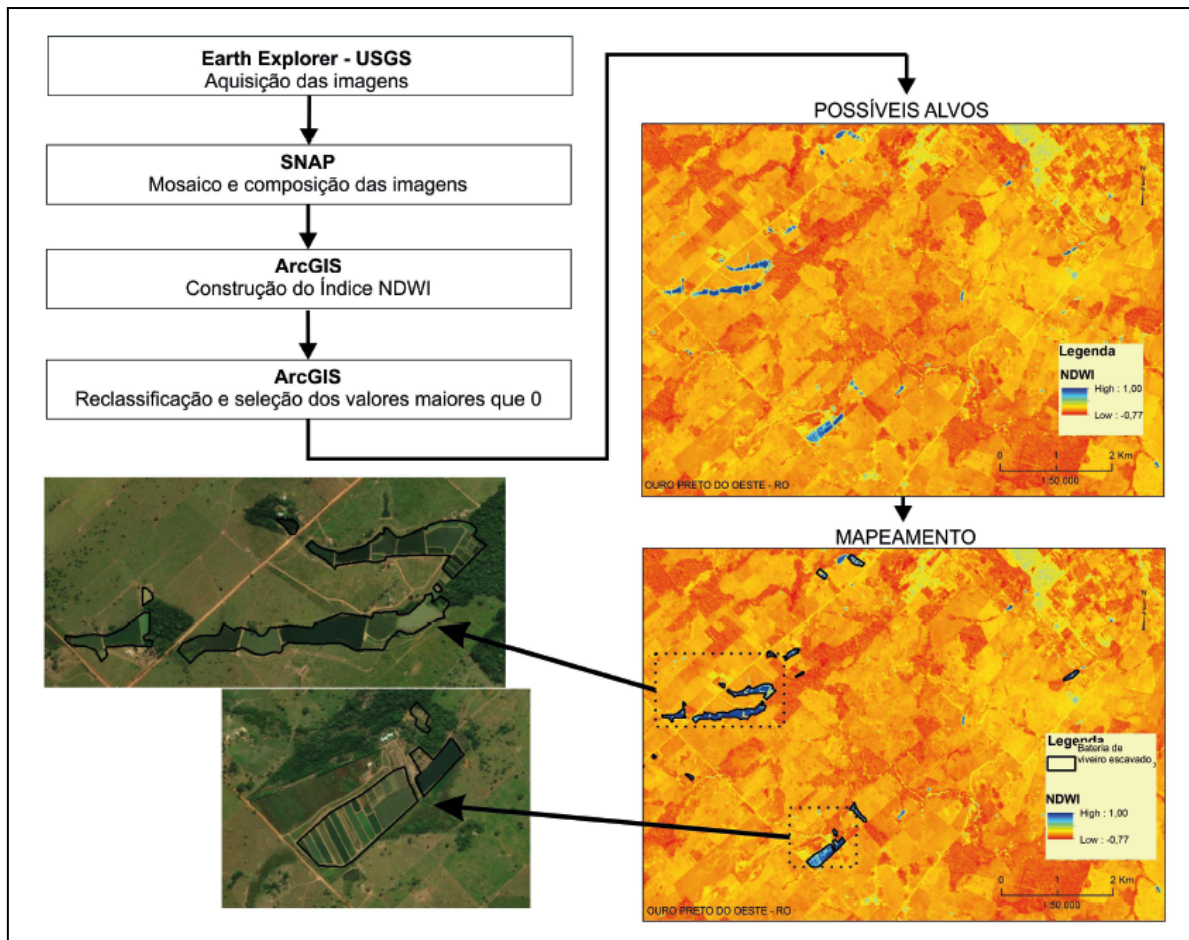 Earth Explorer - USGS
Aquisição das imagens
SNAP
Mosaico e composição das imagens
ArcGIS
Construção do Índice NDWI
ArcGIS
Reclassificação e seleção dos valores maiores que 0
POSSÍVEIS ALVOS
N
Legenda
NDWI
High : 1,00
Low : -0,77
0 1 2 Km
1:50.000
OURO PRETO DO OESTE - RO
MAPEAMENTO
N
Legenda
Bateria de
viveiro escavado
NDWI
High : 1,00
Low : -0,77
0 1 2 Km
1:50.000
OURO PRETO DO OESTE - RO